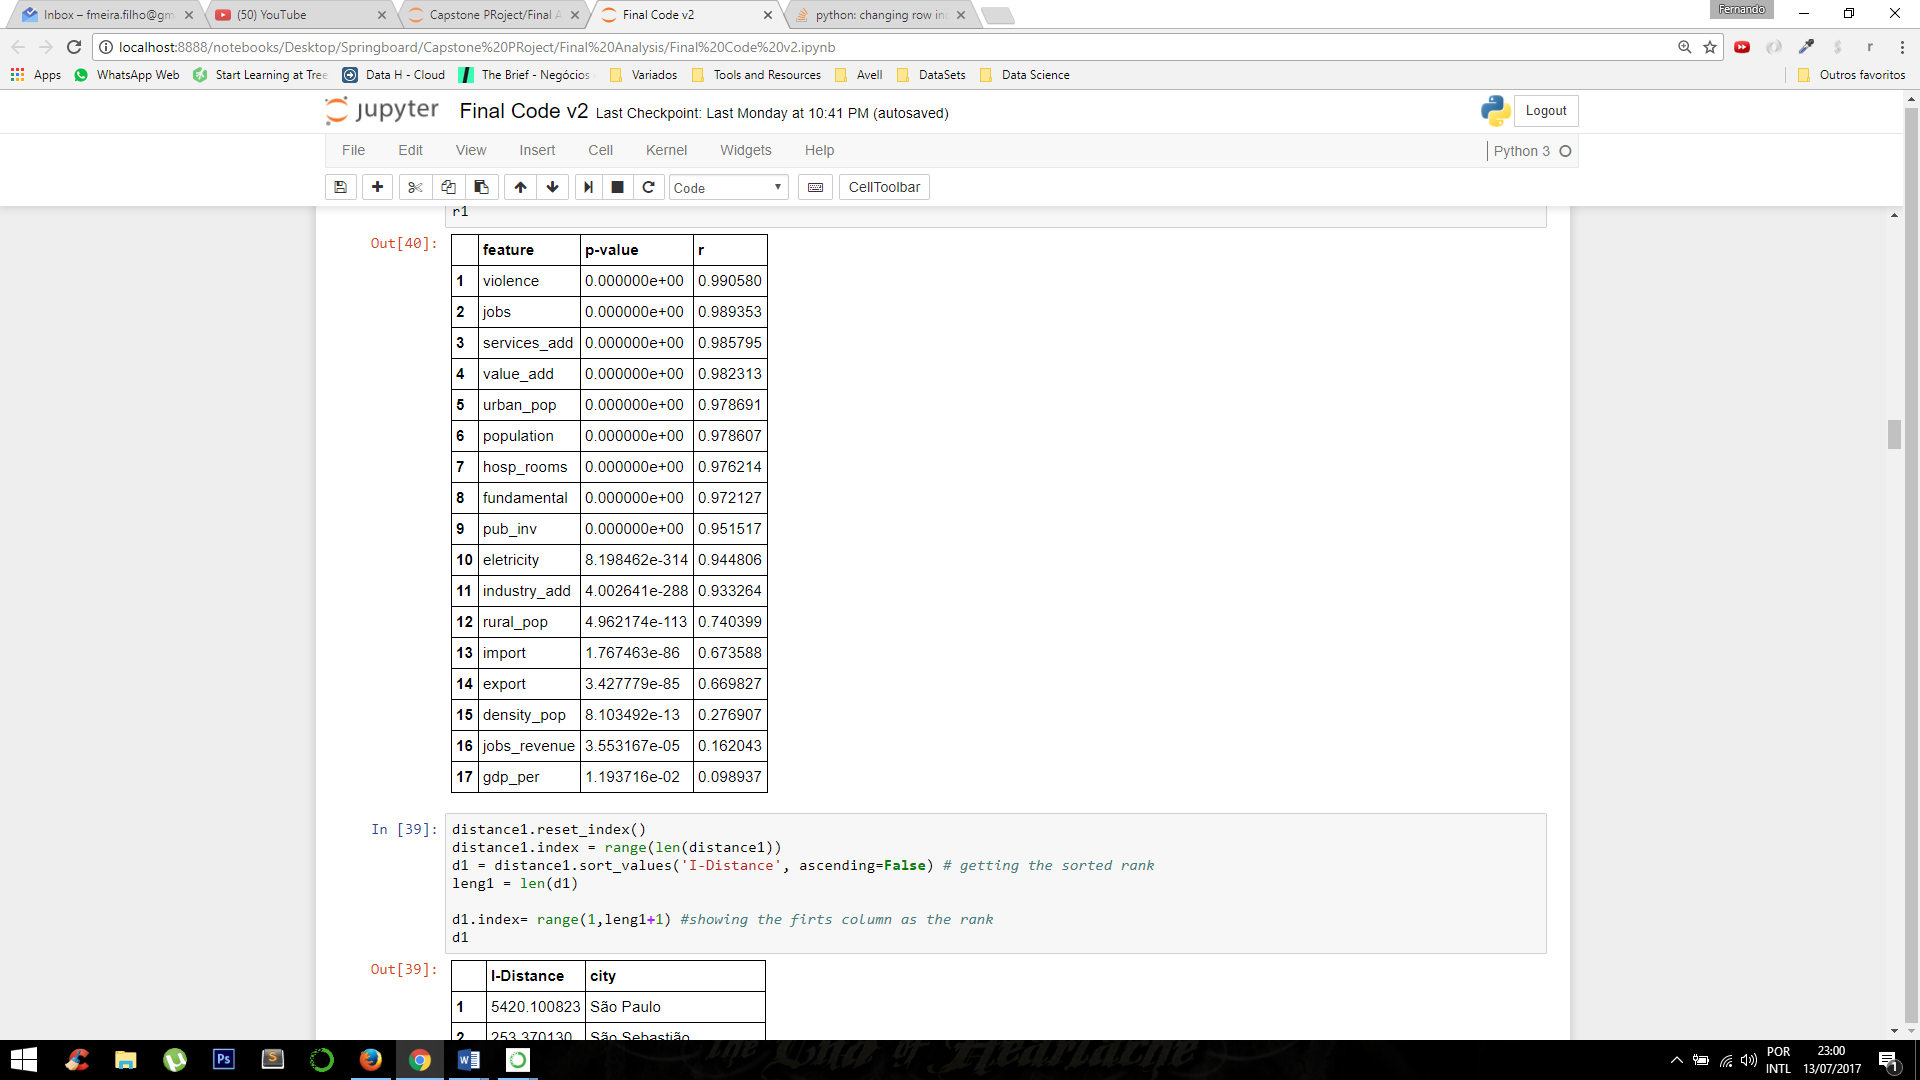 Inbox – fmeira.filho@gm
(50) YouTube
Capstone PRoject/Final A
Final Code v2
python: changing row in
Fernando
localhost:8888/notebooks/Desktop/Springboard/Capstone%20PRoject/Final%20Analysis/Final%20Code%20v2.ipynb
Apps
WhatsApp Web
Start Learning at Tree
Data H - Cloud
The Brief - Negócios
Variados
Tools and Resources
Avell
DataSets
Data Science
Outros favoritos
jupyter Final Code v2 Last Checkpoint: Last Monday at 10:41 PM (autosaved)
Logout
File Edit View Insert Cell Kernel Widgets Help
Python 3
Code
CellToolbar
r1
Out[40]:
feature p-value r
1 violence 0.000000e+00 0.990580
2 jobs 0.000000e+00 0.989353
3 services_add 0.000000e+00 0.985795
4 value_add 0.000000e+00 0.982313
5 urban_pop 0.000000e+00 0.978691
6 population 0.000000e+00 0.978607
7 hosp_rooms 0.000000e+00 0.976214
8 fundamental 0.000000e+00 0.972127
9 pub_inv 0.000000e+00 0.951517
10 eletricity 8.198462e-314 0.944806
11 industry_add 4.002641e-288 0.933264
12 rural_pop 4.962174e-113 0.740399
13 import 1.767463e-86 0.673588
14 export 3.427779e-85 0.669827
15 density_pop 8.103492e-13 0.276907
16 jobs_revenue 3.553167e-05 0.162043
17 gdp_per 1.193716e-02 0.098937
In [39]:
distance1.reset_index()
distance1.index = range(len(distance1))
d1 = distance1.sort_values('I-Distance', ascending=False) # getting the sorted rank
leng1 = len(d1)
d1.index= range(1,leng1+1) #showing the firts column as the rank
d1
Out[39]:
I-Distance city
1 5420.100823 São Paulo
2 253.370130 São Sebastião
The End of Heartache
Ps
S
W
POR
INTL
23:00
13/07/2017
1